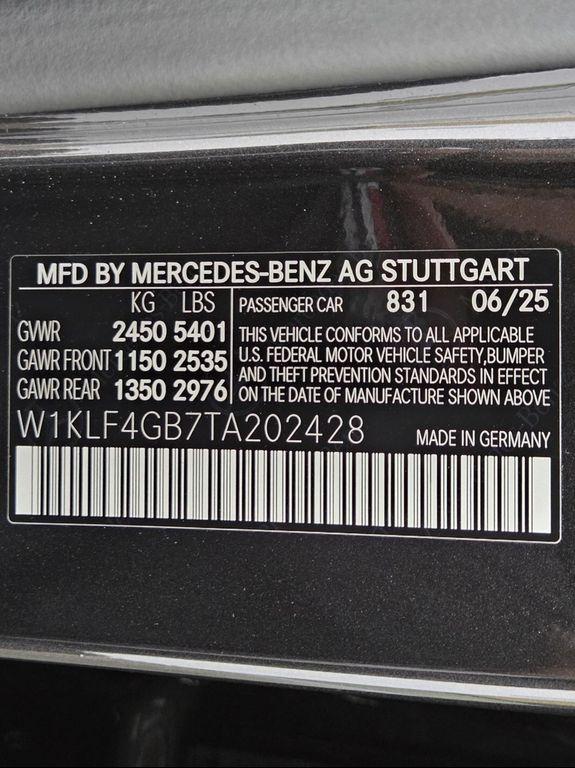 MFD BY MERCEDES-BENZ AG STUTTGART
KG LBS
GVWR 2450 5401
GAWR FRONT 1150 2535
GAWR REAR 1350 2976
PASSENGER CAR 831 06/25
THIS VEHICLE CONFORMS TO ALL APPLICABLE
U.S. FEDERAL MOTOR VEHICLE SAFETY,BUMPER
AND THEFT PREVENTION STANDARDS IN EFFECT
ON THE DATE OF MANUFACTURE SHOWN ABOVE
W1KLF4GB7TA202428 MADE IN GERMANY